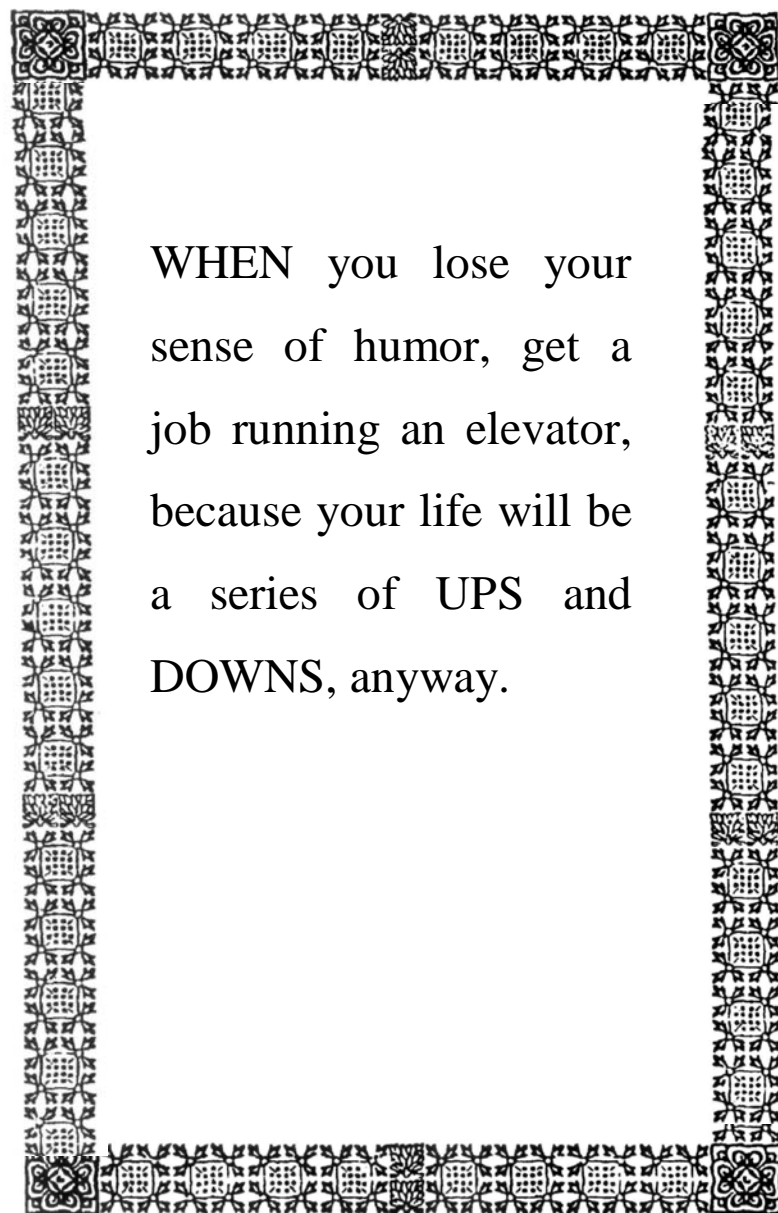 WHEN you lose your
sense of humor, get a
job running an elevator,
because your life will be
a series of UPS and
DOWNS, anyway.